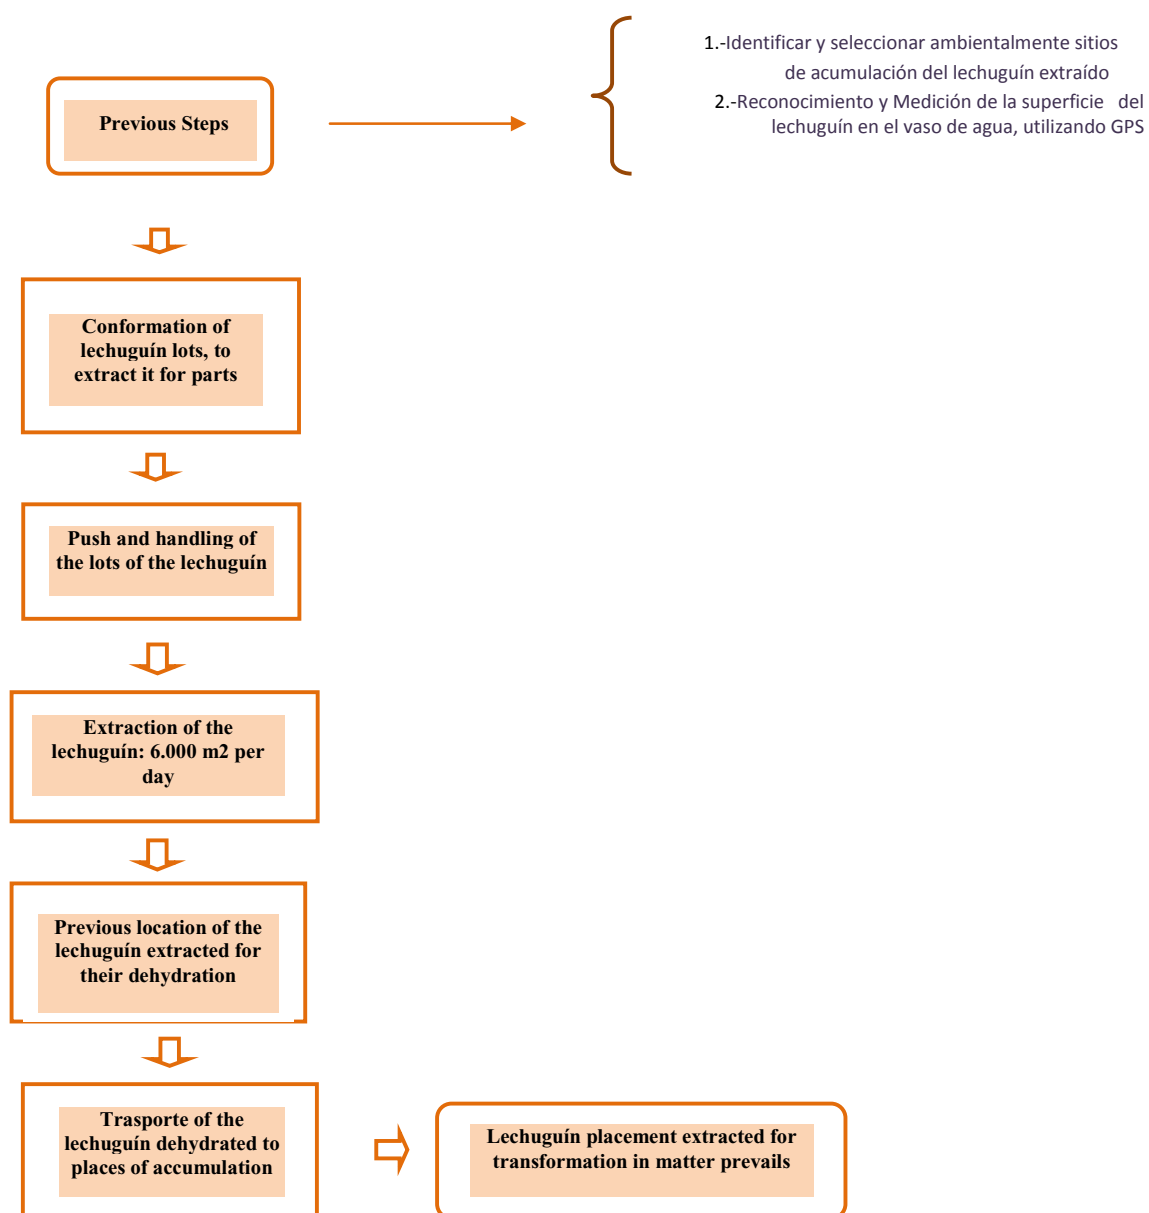 Previous Steps
1.-Identificar y seleccionar ambientalmente sitios
de acumulación del lechuguín extraído
2.-Reconocimiento y Medición de la superficie del
lechuguín en el vaso de agua, utilizando GPS
Conformation of
lechuguín lots, to
extract it for parts
Push and handling of
the lots of the lechuguín
Extraction of the
lechuguín: 6.000 m2 per
day
Previous location of the
lechuguín extracted for
their dehydration
Trasporte of the
lechuguín dehydrated to
places of accumulation
Lechuguín placement extracted for
transformation in matter prevails